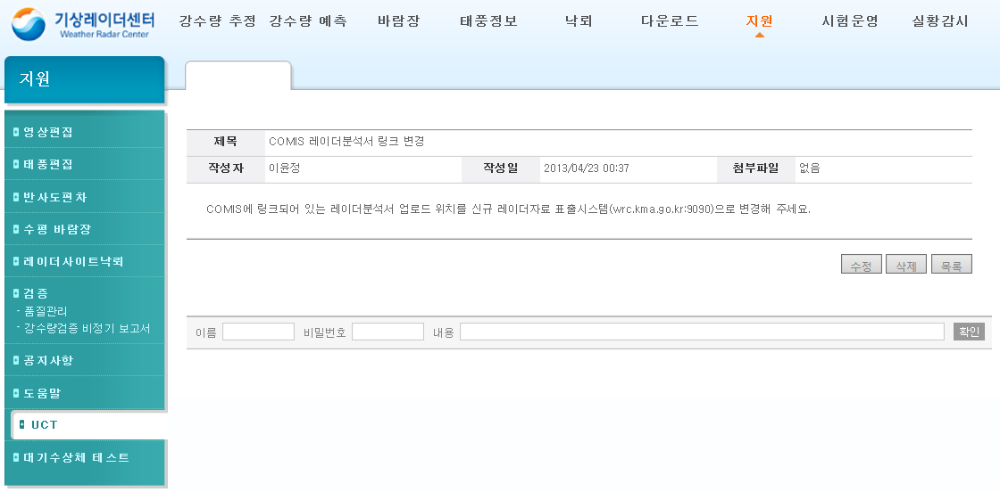 기상레이더센터
Weather Radar Center
강수량 추정 강수량 예측 바람장 태풍정보 낙뢰 다운로드 지원 시험운영 실황감시
지원
영상편집
태풍편집
반사도편차
수평 바람장
레이더사이트낙뢰
검증
- 품질관리
- 강수량검증 비정기 보고서
공지사항
도움말
UCT
대기수상체 테스트
제목 COMIS 레이더분석서 링크 변경
작성자 이윤정 작성일 2013/04/23 00:37 첨부파일 없음
COMIS에 링크되어 있는 레이더분석서 업로드 위치를 신규 레이더자료 표출시스템(wrc.kma.go.kr:9090)으로 변경해 주세요.
수정 삭제 목록
이름 비밀번호 내용 확인